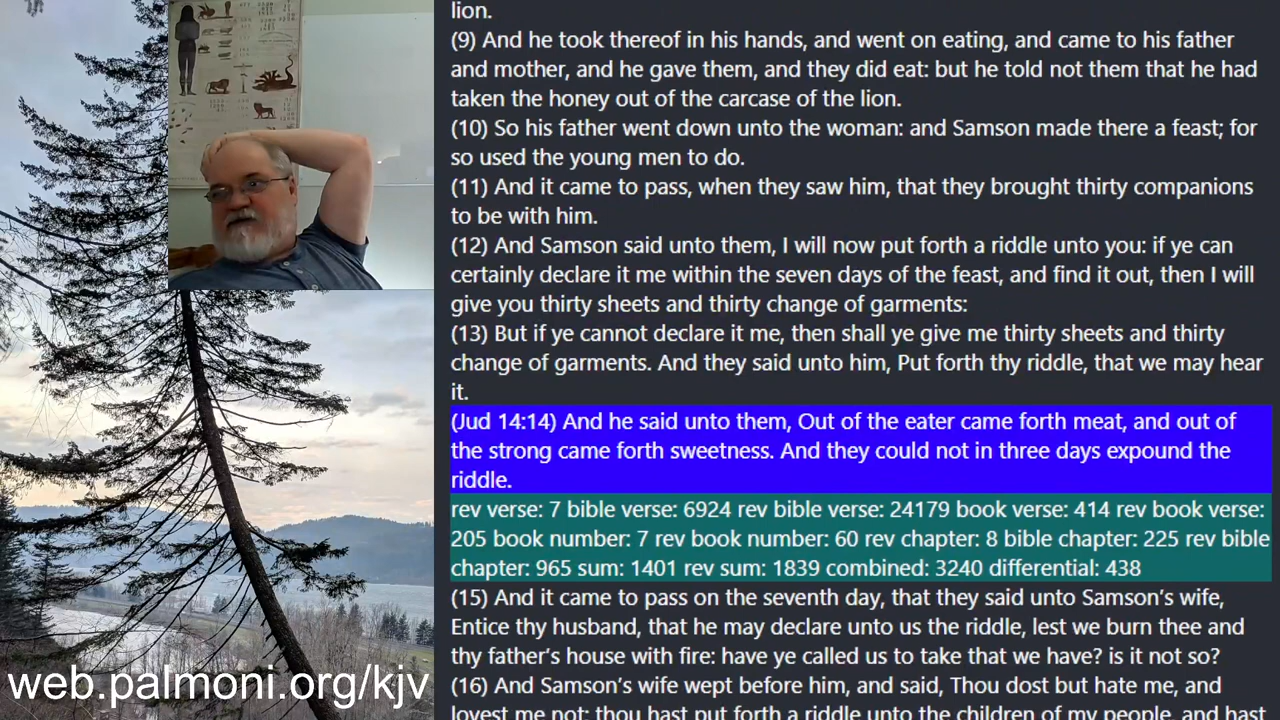 lion.
(9) And he took thereof in his hands, and went on eating, and came to his father
and mother, and he gave them, and they did eat: but he told not them that he had
taken the honey out of the carcase of the lion.
(10) So his father went down unto the woman: and Samson made there a feast; for
so used the young men to do.
(11) And it came to pass, when they saw him, that they brought thirty companions
to be with him.
(12) And Samson said unto them, I will now put forth a riddle unto you: if ye can
certainly declare it me within the seven days of the feast, and find it out, then I will
give you thirty sheets and thirty change of garments:
(13) But if ye cannot declare it me, then shall ye give me thirty sheets and thirty
change of garments. And they said unto him, Put forth thy riddle, that we may hear
it.
(Jud 14:14) And he said unto them, Out of the eater came forth meat, and out of
the strong came forth sweetness. And they could not in three days expound the
riddle.
rev verse: 7 bible verse: 6924 rev bible verse: 24179 book verse: 414 rev book verse:
205 book number: 7 rev book number: 60 rev chapter: 8 bible chapter: 225 rev bible
chapter: 965 sum: 1401 rev sum: 1839 combined: 3240 differential: 438
(15) And it came to pass on the seventh day, that they said unto Samson’s wife,
Entice thy husband, that he may declare unto us the riddle, lest we burn thee and
thy father’s house with fire: have ye called us to take that we have? is it not so?
(16) And Samson’s wife wept before him, and said, Thou dost but hate me, and
lovest me not: thou hast put forth a riddle unto the children of my people, and hast
web.palmoni.org/kjv